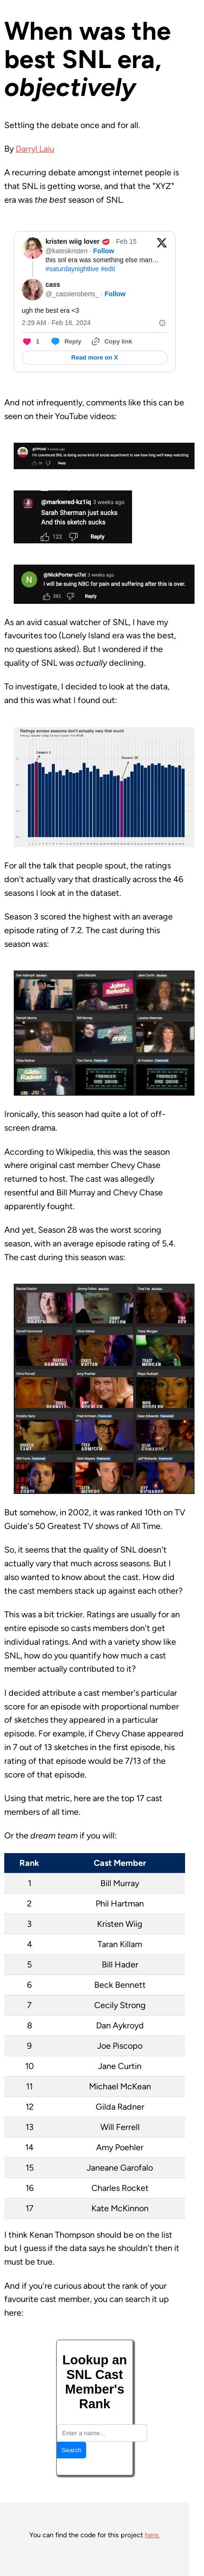 When was the
best SNL era,
objectively
Settling the debate once and for all.
By Darryl Laiu
A recurring debate amongst internet people is
that SNL is getting worse, and that the "XYZ"
era was the best season of SNL.
kristen wiig lover 💋 · Feb 15
@kateskristen · Follow
this snl era was something else man…
#saturdaynightlive #edit
cass
@_cassieroberts_ · Follow
ugh the best era <3
2:29 AM · Feb 16, 2024
1 Reply Copy link
Read more on X
And not infrequently, comments like this can be
seen on their YouTube videos:
3 weeks ago
I'm convinced SNL is doing some kind of social experiment to see how long we'll keep watching
Reply
@markwred-kz1iq 3 weeks ago
Sarah Sherman just sucks
And this sketch sucks
122 Reply
@NickPorter-ul7xt 3 weeks ago
I will be suing NBC for pain and suffering after this is over.
382 Reply
As an avid casual watcher of SNL, I have my
favourites too (Lonely Island era was the best,
no questions asked). But I wondered if the
quality of SNL was actually declining.
To investigate, I decided to look at the data,
and this was what I found out:
Ratings across seasons don't actually vary that much
Season 3
Season 28
For all the talk that people spout, the ratings
don't actually vary that drastically across the 46
seasons I look at in the dataset.
Season 3 scored the highest with an average
episode rating of 7.2. The cast during this
season was:
Dan Aykroyd
John Belushi
Jane Curtin
Garrett Morris
Bill Murray
Laraine Newman
Gilda Radner
Tom Davis
Al Franken
Ironically, this season had quite a lot of off-
screen drama.
According to Wikipedia, this was the season
where original cast member Chevy Chase
returned to host. The cast was allegedly
resentful and Bill Murray and Chevy Chase
apparently fought.
And yet, Season 28 was the worst scoring
season, with an average episode rating of 5.4.
The cast during this season was:
Rachel Dratch
Jimmy Fallon
Tina Fey
Darrell Hammond
Chris Kattan
Tracy Morgan
Chris Parnell
Amy Poehler
Maya Rudolph
Horatio Sanz
Fred Armisen
Dean Edwards
Will Forte
Seth Meyers
Jeff Richards
But somehow, in 2002, it was ranked 10th on TV
Guide's 50 Greatest TV shows of All Time.
So, it seems that the quality of SNL doesn't
actually vary that much across seasons. But I
also wanted to know about the cast. How did
the cast members stack up against each other?
This was a bit trickier. Ratings are usually for an
entire episode so casts members don't get
individual ratings. And with a variety show like
SNL, how do you quantify how much a cast
member actually contributed to it?
I decided attribute a cast member's particular
score for an episode with proportional number
of sketches they appeared in a particular
episode. For example, if Chevy Chase appeared
in 7 out of 13 sketches in the first episode, his
rating of that episode would be 7/13 of the
score of that episode.
Using that metric, here are the top 17 cast
members of all time.
Or the dream team if you will:
Rank Cast Member
1 Bill Murray
2 Phil Hartman
3 Kristen Wiig
4 Taran Killam
5 Bill Hader
6 Beck Bennett
7 Cecily Strong
8 Dan Aykroyd
9 Joe Piscopo
10 Jane Curtin
11 Michael McKean
12 Gilda Radner
13 Will Ferrell
14 Amy Poehler
15 Janeane Garofalo
16 Charles Rocket
17 Kate McKinnon
I think Kenan Thompson should be on the list
but I guess if the data says he shouldn't then it
must be true.
And if you're curious about the rank of your
favourite cast member, you can search it up
here:
Lookup an
SNL Cast
Member's
Rank
Enter a name...
Search
You can find the code for this project here.